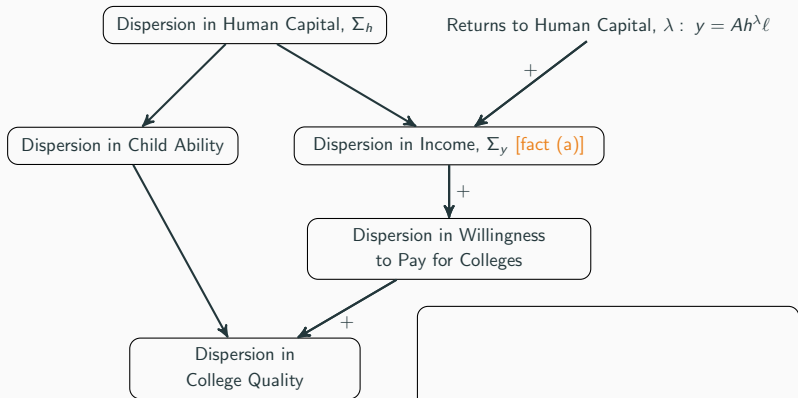 Dispersion in Human Capital, Σ_h
Returns to Human Capital, λ : y = Ah^λ ℓ
+
Dispersion in Child Ability
Dispersion in Income, Σ_y [fact (a)]
+
Dispersion in Willingness
to Pay for Colleges
+
Dispersion in
College Quality